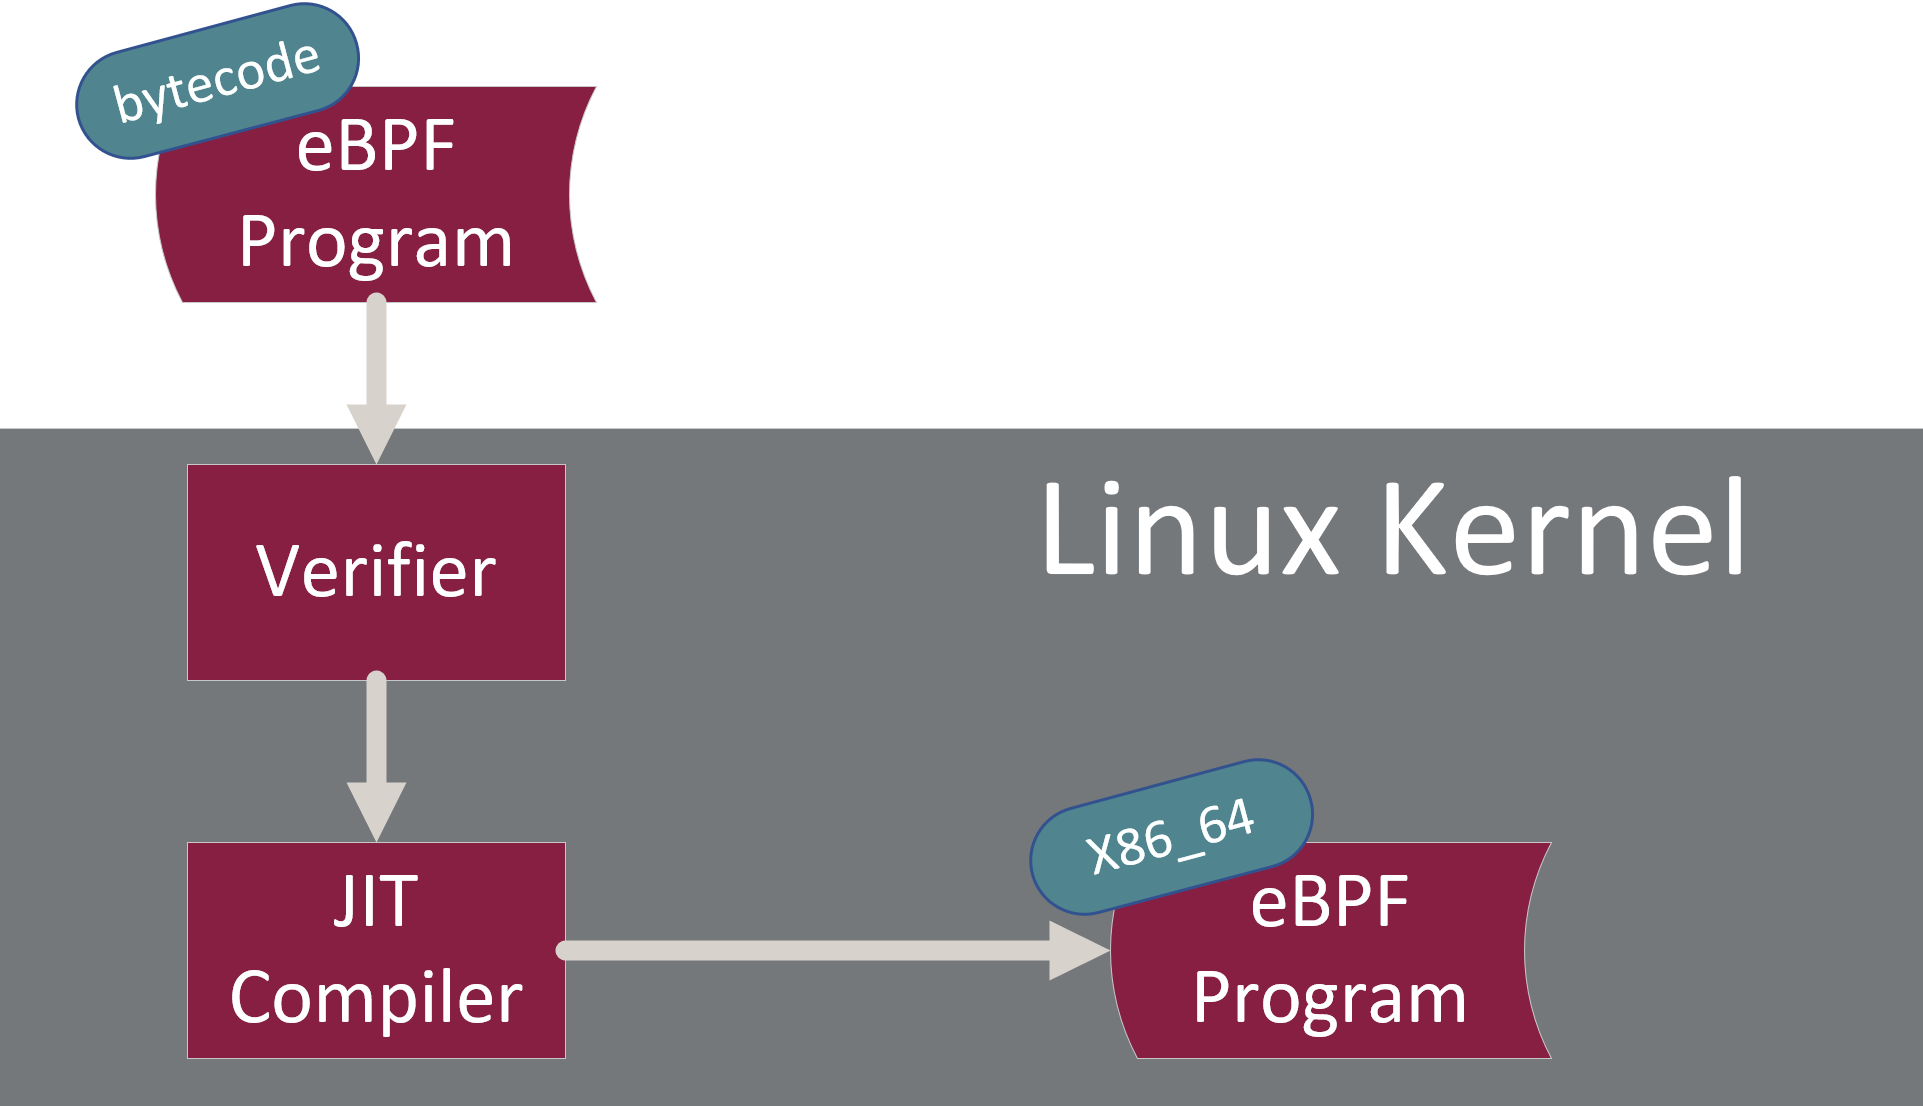 bytecode
eBPF
Program
Verifier
Linux Kernel
JIT
Compiler
X86_64
eBPF
Program